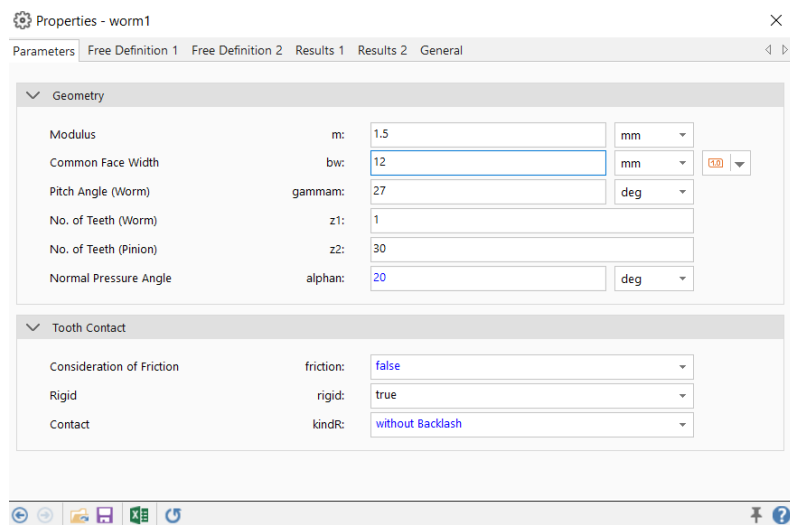 Properties - worm1
Parameters Free Definition 1 Free Definition 2 Results 1 Results 2 General
Geometry
Modulus m: 1.5 mm
Common Face Width bw: 12 mm
Pitch Angle (Worm) gammam: 27 deg
No. of Teeth (Worm) z1: 1
No. of Teeth (Pinion) z2: 30
Normal Pressure Angle alphan: 20 deg
Tooth Contact
Consideration of Friction friction: false
Rigid rigid: true
Contact kindR: without Backlash